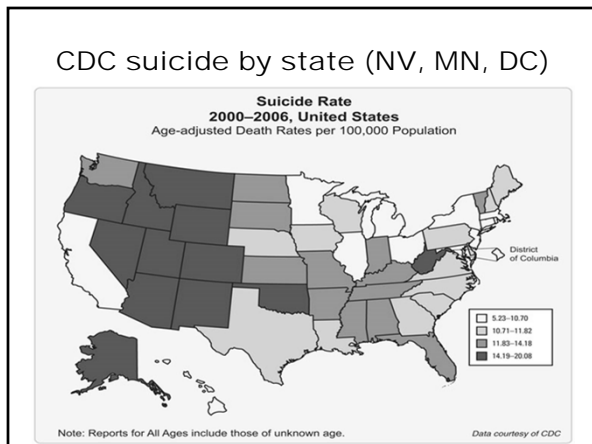 CDC suicide by state (NV, MN, DC)
Suicide Rate
2000–2006, United States
Age-adjusted Death Rates per 100,000 Population
District
of Columbia
5.23–10.70
10.71–11.82
11.83–14.18
14.19–20.08
Note: Reports for All Ages include those of unknown age.
Data courtesy of CDC